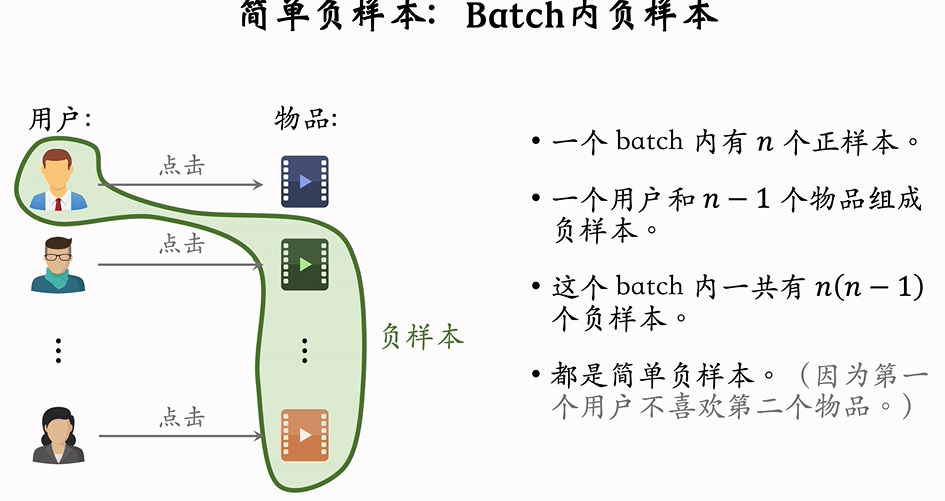 简单负样本：Batch内负样本
用户：
物品：
点击
点击
点击
负样本
• 一个 batch 内有 n 个正样本。
• 一个用户和 n − 1 个物品组成
负样本。
• 这个 batch 内一共有 n(n − 1)
个负样本。
• 都是简单负样本。（因为第一
个用户不喜欢第二个物品。）